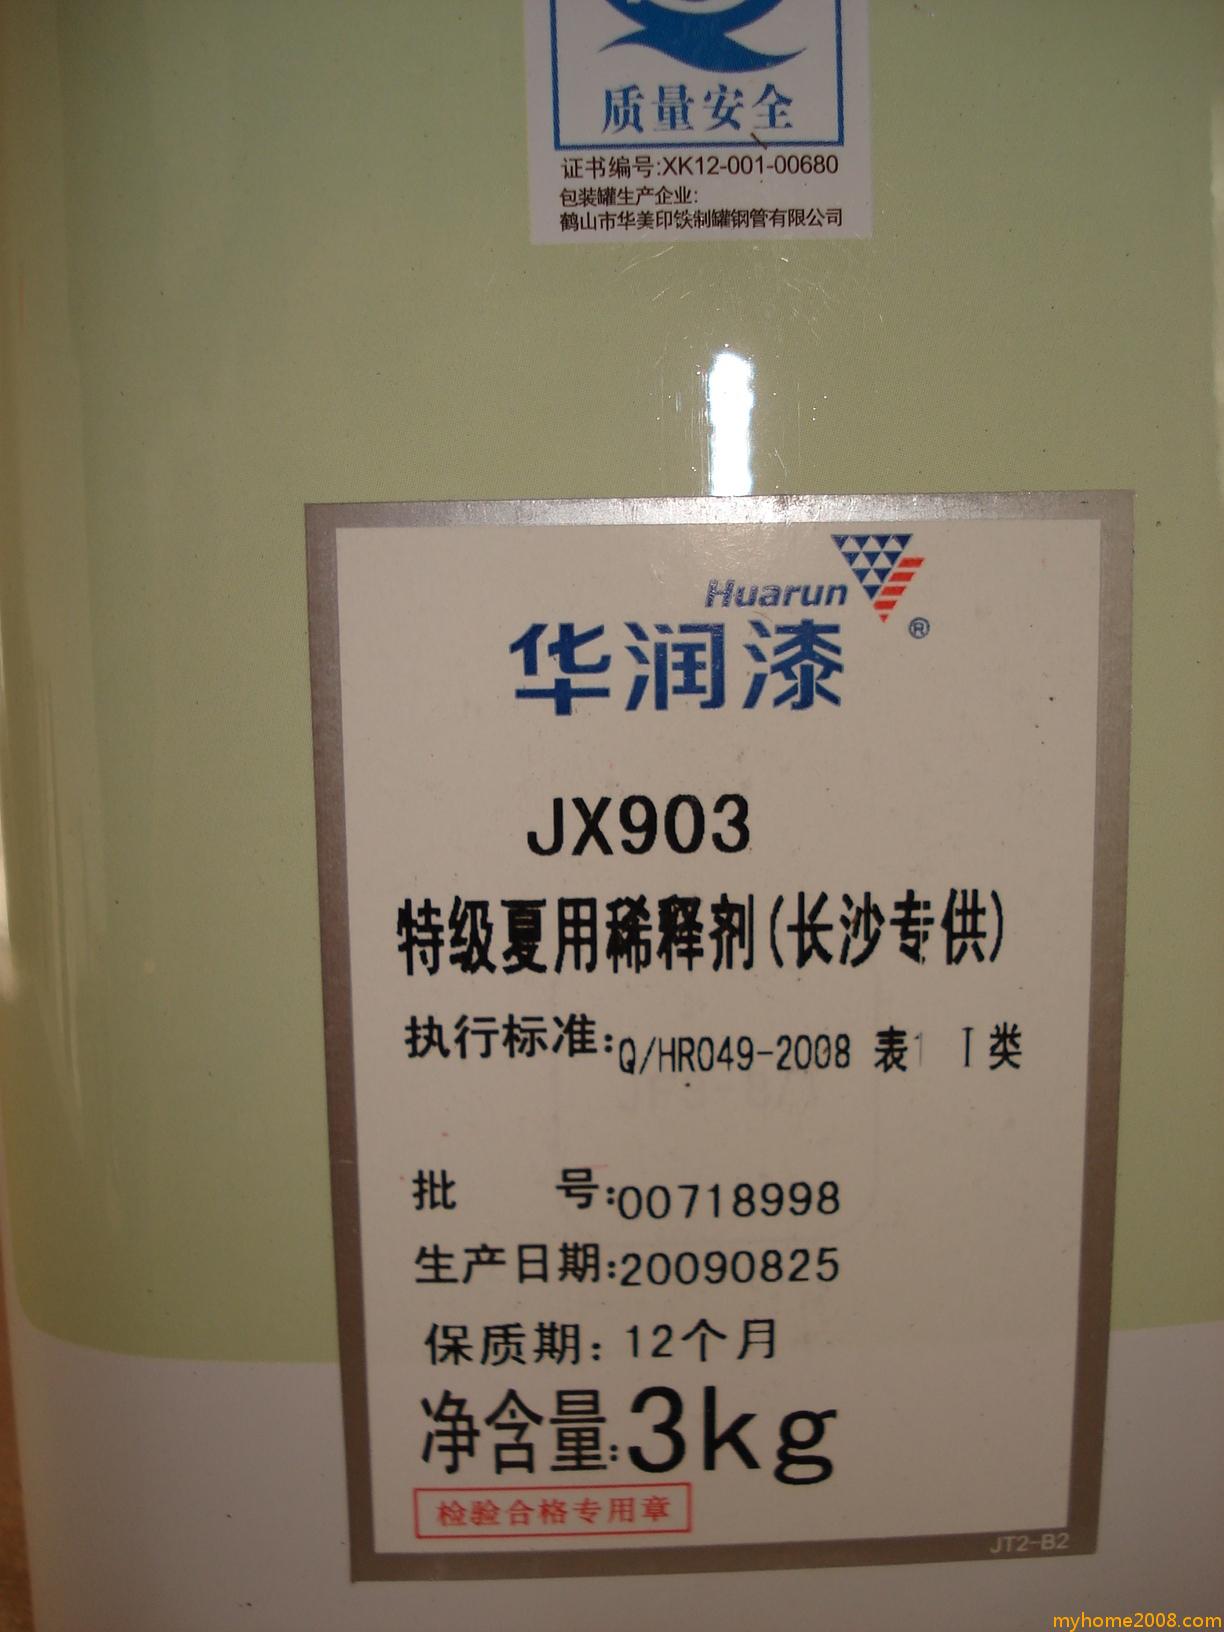 质量安全
证书编号:XK12-001-00680
包装罐生产企业:
鹤山市华美印铁制罐钢管有限公司
Huarun
华润漆®
JX903
特级夏用稀释剂(长沙专供)
执行标准:Q/HR049-2008 表1 I类
批 号:00718998
生产日期:20090825
保质期:12个月
净含量:3kg
检验合格专用章
JT2-B2
myhome2008.com